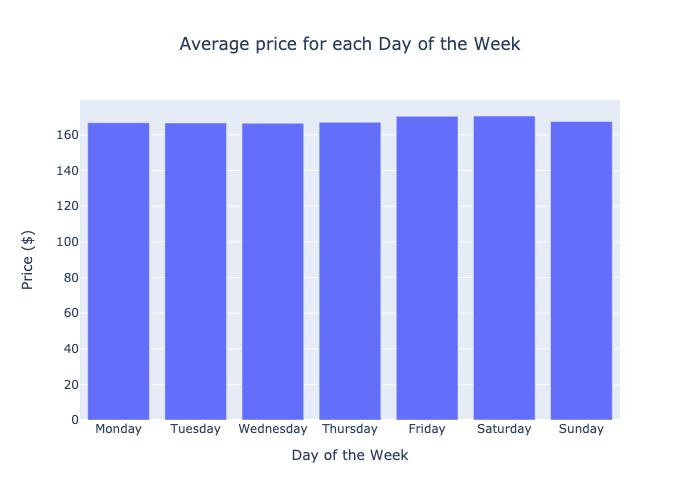 Average price for each Day of the Week
Price ($)
160
140
120
100
80
60
40
20
0
Monday Tuesday Wednesday Thursday Friday Saturday Sunday
Day of the Week